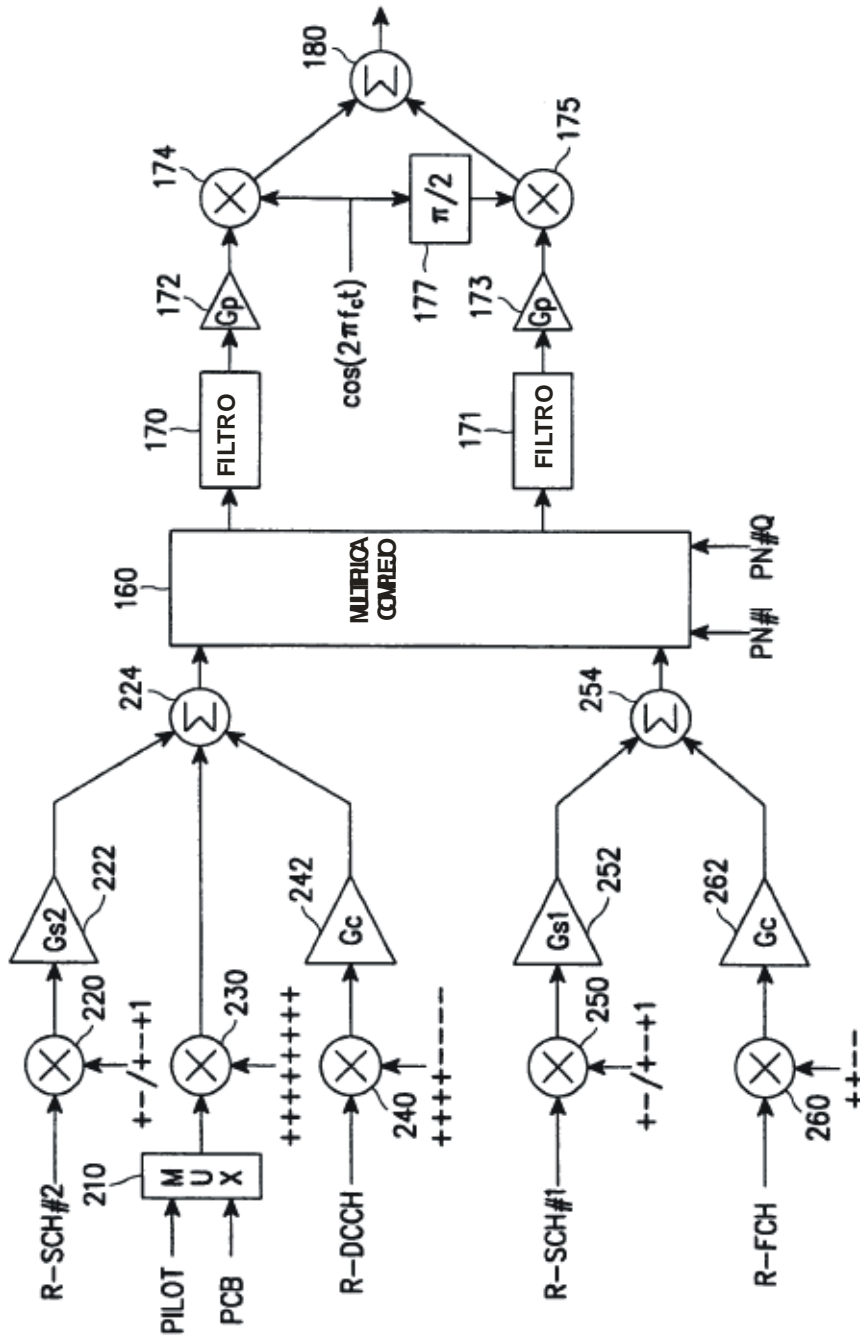 R-SCH#2
220
Gs2
222
+-/+--+1
224
160
170
FILTRO
172
Gp
174
PILOT
PCB
210
M
U
X
230
++++++++
Σ
MULTIPLICA
COMPLEJO
cos(2πfct)
Σ
180
R-DCCH
240
++++----
Gc
242
177
π/2
R-SCH#1
250
+-/+--+1
Gs1
252
254
Σ
171
FILTRO
173
Gp
175
R-FCH
260
++--
Gc
262
PN#I
PN#Q